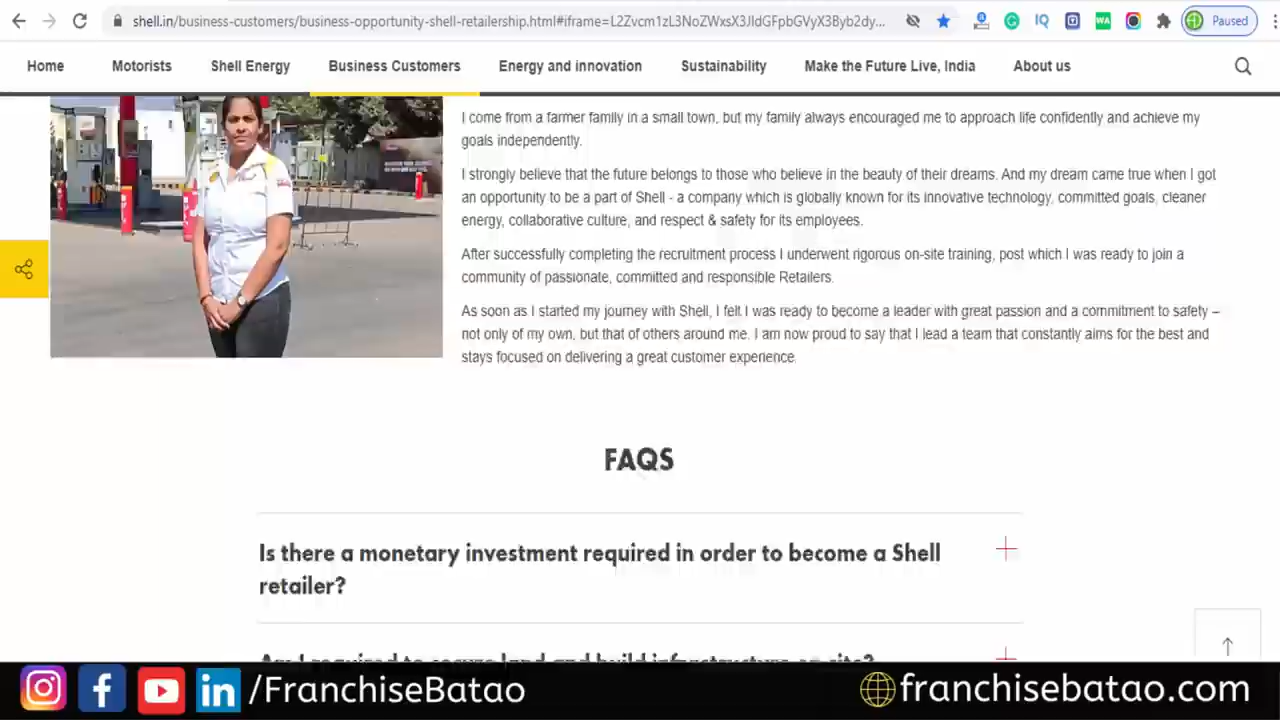 shell.in/business-customers/business-opportunity-shell-retailership.html#iframe=L2Zvcm1zL3NoZWxsX3JldGFpbGVyX3Byb2dy...
Paused
Home Motorists Shell Energy Business Customers Energy and innovation Sustainability Make the Future Live, India About us
I come from a farmer family in a small town, but my family always encouraged me to approach life confidently and achieve my
goals independently.
I strongly believe that the future belongs to those who believe in the beauty of their dreams. And my dream came true when I got
an opportunity to be a part of Shell - a company which is globally known for its innovative technology, committed goals, cleaner
energy, collaborative culture, and respect & safety for its employees.
After successfully completing the recruitment process I underwent rigorous on-site training, post which I was ready to join a
community of passionate, committed and responsible Retailers.
As soon as I started my journey with Shell, I felt I was ready to become a leader with great passion and a commitment to safety –
not only of my own, but that of others around me. I am now proud to say that I lead a team that constantly aims for the best and
stays focused on delivering a great customer experience.
FAQS
Is there a monetary investment required in order to become a Shell
retailer?
Am I required to secure land and build infrastructure on-site?
/FranchiseBatao
franchisebatao.com